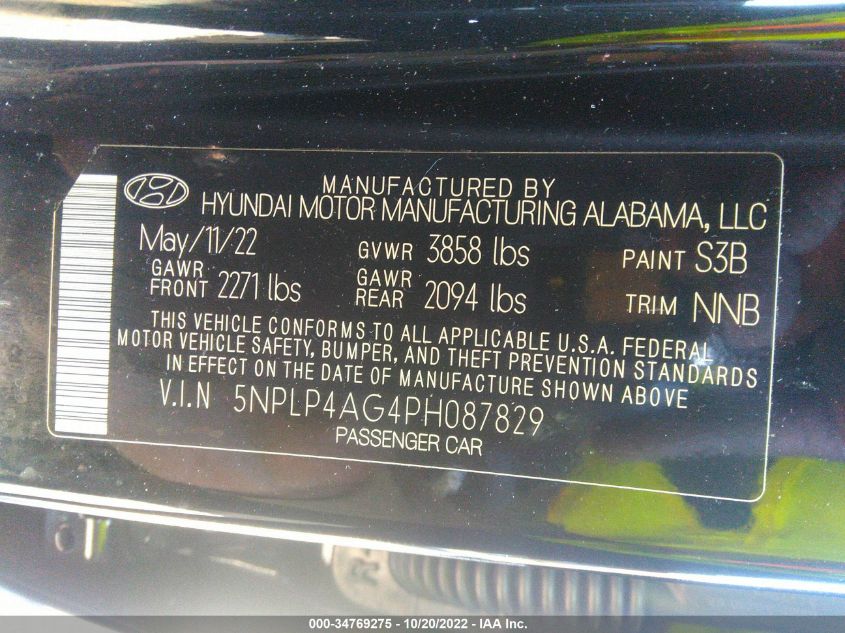 MANUFACTURED BY
HYUNDAI MOTOR MANUFACTURING ALABAMA, LLC
May/11/22 GVWR 3858 lbs PAINT S3B
GAWR FRONT 2271 lbs GAWR REAR 2094 lbs TRIM NNB
THIS VEHICLE CONFORMS TO ALL APPLICABLE U.S.A. FEDERAL
MOTOR VEHICLE SAFETY, BUMPER, AND THEFT PREVENTION STANDARDS
IN EFFECT ON THE DATE OF MANUFACTURE SHOWN ABOVE
V.I.N 5NPLP4AG4PH087829
PASSENGER CAR
000-34769275 - 10/20/2022 - IAA Inc.